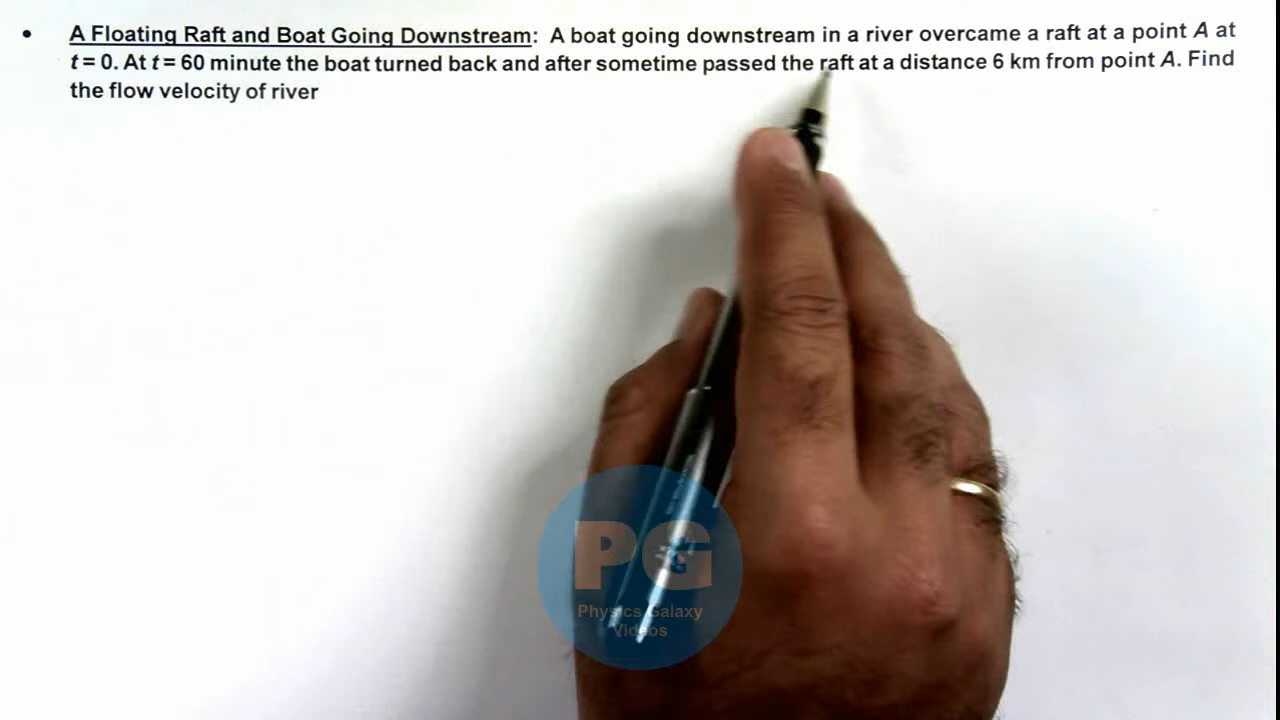 • A Floating Raft and Boat Going Downstream: A boat going downstream in a river overcame a raft at a point A at
t = 0. At t = 60 minute the boat turned back and after sometime passed the raft at a distance 6 km from point A. Find
the flow velocity of river
PG
Physics Galaxy
Videos